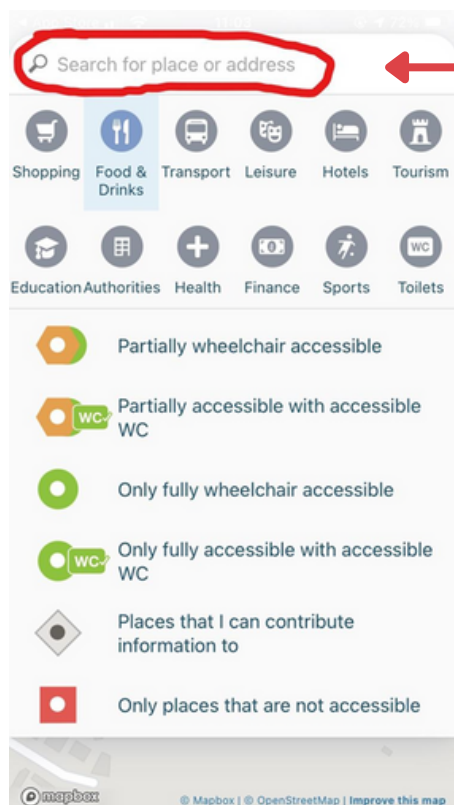 Search for place or address
Shopping Food & Drinks Transport Leisure Hotels Tourism
Education Authorities Health Finance Sports WC Toilets
Partially wheelchair accessible
WC Partially accessible with accessible
WC
Only fully wheelchair accessible
WC Only fully accessible with accessible
WC
Places that I can contribute
information to
Only places that are not accessible
mapbox © Mapbox | © OpenStreetMap | Improve this map